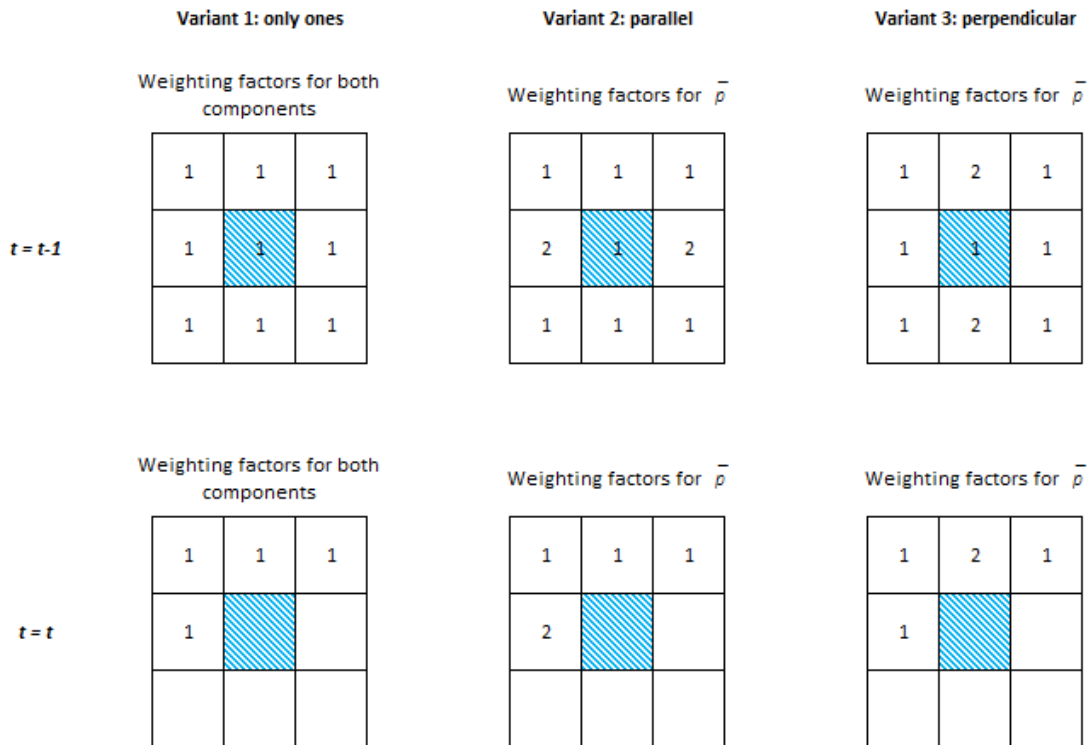 Variant 1: only ones Variant 2: parallel Variant 3: perpendicular
Weighting factors for both components Weighting factors for p̄ Weighting factors for p̄
1 1 1 1 1 1 1 2 1
t = t-1 1 1 1 2 1 2 1 1 1
1 1 1 1 1 1 1 2 1
Weighting factors for both components Weighting factors for p̄ Weighting factors for p̄
1 1 1 1 1 1 1 2 1
t = t 1 2 1